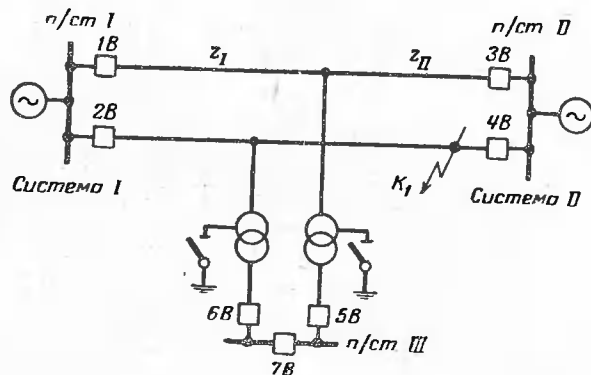 п/ст I
п/ст II
1В
z_I
z_II
3В
2В
4В
K_1
Система I
Система II
6В
5В
7В
п/ст III